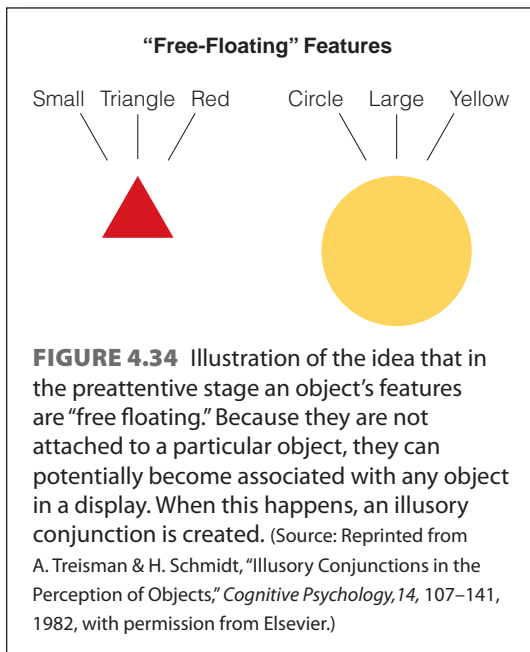 “Free-Floating” Features
Small Triangle Red Circle Large Yellow
FIGURE 4.34 Illustration of the idea that in
the preattentive stage an object’s features
are “free floating.” Because they are not
attached to a particular object, they can
potentially become associated with any object
in a display. When this happens, an illusory
conjunction is created. (Source: Reprinted from
A. Treisman & H. Schmidt, “Illusory Conjunctions in the
Perception of Objects,” Cognitive Psychology, 14, 107–141,
1982, with permission from Elsevier.)